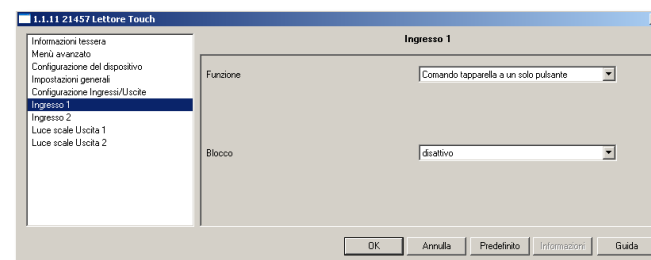 1.1.11 21457 Lettore Touch
Informazioni tessera
Menù avanzato
Configurazione del dispositivo
Impostazioni generali
Configurazione Ingressi/Uscite
Ingresso 1
Ingresso 2
Luce scale Uscita 1
Luce scale Uscita 2
Ingresso 1
Funzione
Comando tapparella a un solo pulsante
Blocco
disattivo
OK
Annulla
Predefinito
Informazioni
Guida